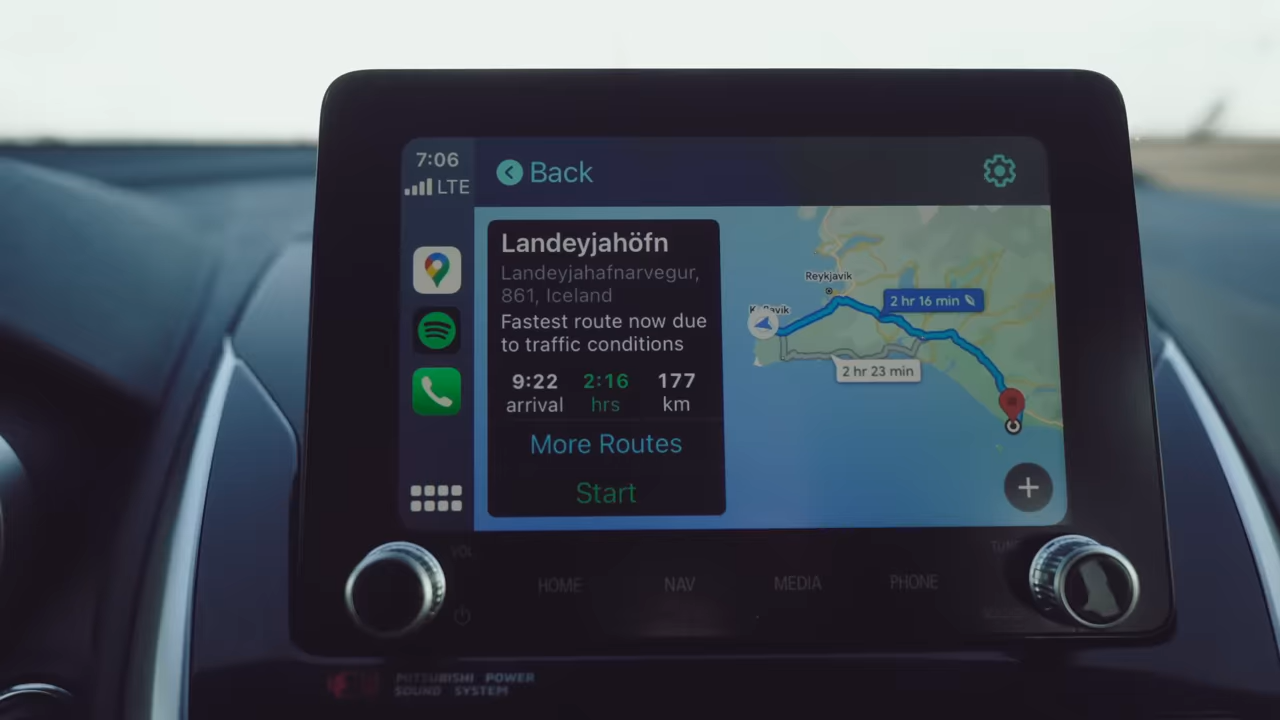 7:06
LTE
Back
Landeyjahöfn
Landeyjahafnarvegur,
861, Iceland
Fastest route now due
to traffic conditions
9:22 2:16 177
arrival hrs km
More Routes
Start
Reykjavik
2 hr 16 min
2 hr 23 min
VOL
TUNE
HOME NAV MEDIA PHONE
MITSUBISHI POWER
SOUND SYSTEM